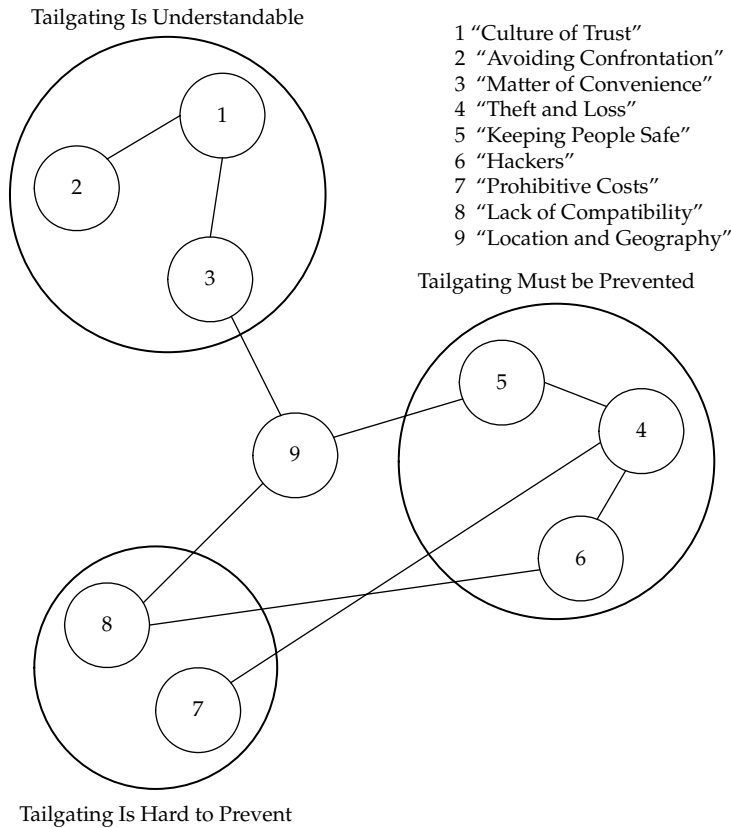 Tailgating Is Understandable
1 “Culture of Trust”
2 “Avoiding Confrontation”
3 “Matter of Convenience”
4 “Theft and Loss”
5 “Keeping People Safe”
6 “Hackers”
7 “Prohibitive Costs”
8 “Lack of Compatibility”
9 “Location and Geography”
1
2
3
Tailgating Must be Prevented
5
4
9
6
8
7
Tailgating Is Hard to Prevent